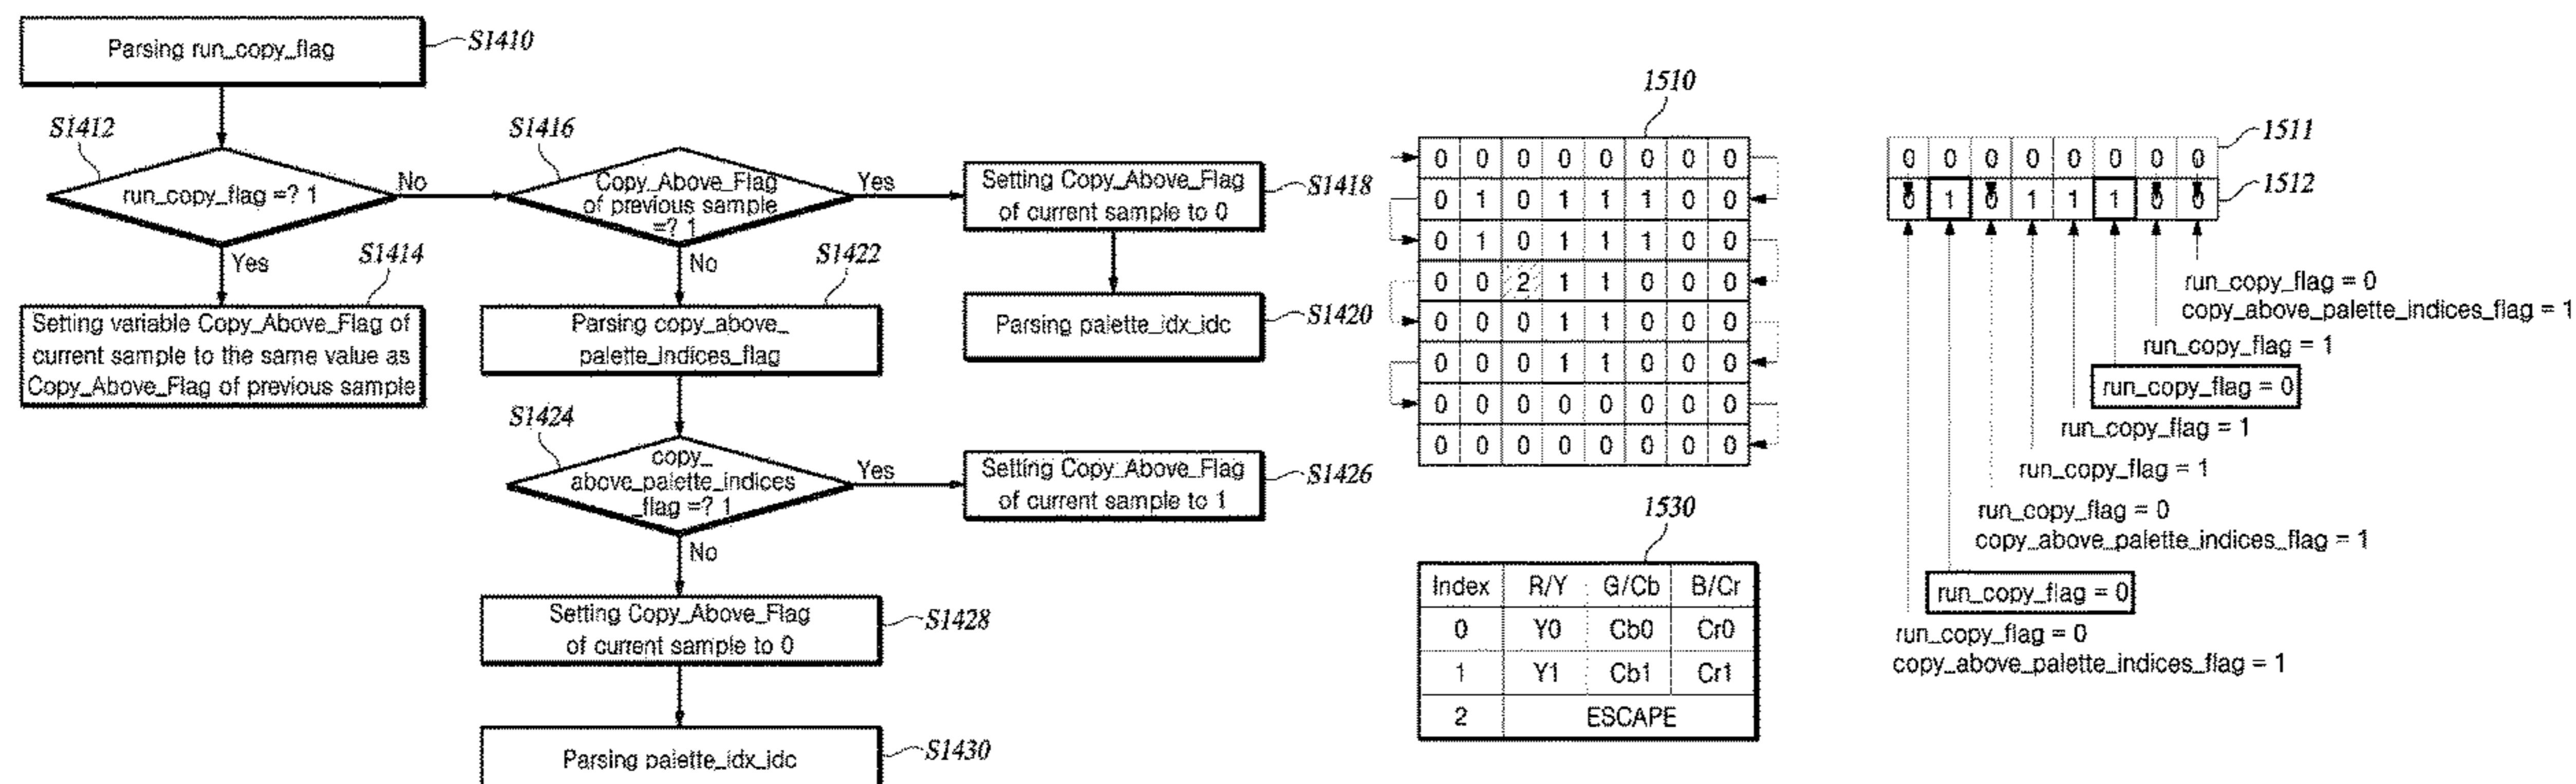 Parsing run_copy_flag
S1410
S1412
run_copy_flag =? 1
No
Yes
S1414
Setting variable Copy_Above_Flag of
current sample to the same value as
Copy_Above_Flag of previous sample
S1416
Copy_Above_Flag
of previous sample
=? 1
Yes
No
Setting Copy_Above_Flag
of current sample to 0
S1418
Parsing palette_idx_idc
S1420
S1422
Parsing copy_above_
palette_indices_flag
S1424
copy_
above_palette_indices
_flag =? 1
Yes
No
Setting Copy_Above_Flag
of current sample to 1
S1426
Setting Copy_Above_Flag
of current sample to 0
S1428
Parsing palette_idx_idc
S1430
1510
0 0 0 0 0 0 0 0
0 1 0 1 1 1 0 0
0 1 0 1 1 1 0 0
0 0 2 1 1 0 0 0
0 0 0 1 1 0 0 0
0 0 0 1 1 0 0 0
0 0 0 0 0 0 0 0
0 0 0 0 0 0 0 0
1530
Index R/Y G/Cb B/Cr
0 Y0 Cb0 Cr0
1 Y1 Cb1 Cr1
2 ESCAPE
1511
0 0 0 0 0 0 0 0
1512
0 1 0 1 1 1 0 0
run_copy_flag = 0
copy_above_palette_indices_flag = 1
run_copy_flag = 1
run_copy_flag = 0
run_copy_flag = 1
run_copy_flag = 1
run_copy_flag = 0
copy_above_palette_indices_flag = 1
run_copy_flag = 0
run_copy_flag = 0
copy_above_palette_indices_flag = 1